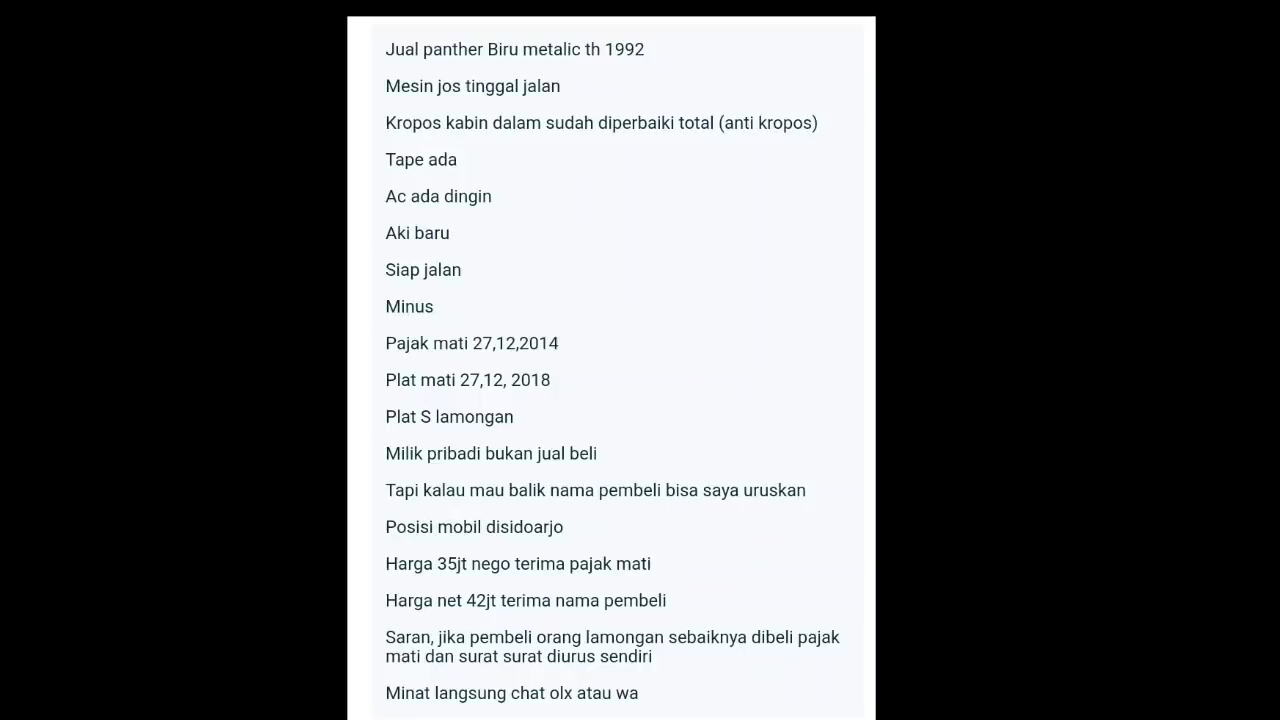 Jual panther Biru metalic th 1992
Mesin jos tinggal jalan
Kropos kabin dalam sudah diperbaiki total (anti kropos)
Tape ada
Ac ada dingin
Aki baru
Siap jalan
Minus
Pajak mati 27,12,2014
Plat mati 27,12, 2018
Plat S lamongan
Milik pribadi bukan jual beli
Tapi kalau mau balik nama pembeli bisa saya uruskan
Posisi mobil disidoarjo
Harga 35jt nego terima pajak mati
Harga net 42jt terima nama pembeli
Saran, jika pembeli orang lamongan sebaiknya dibeli pajak
mati dan surat surat diurus sendiri
Minat langsung chat olx atau wa